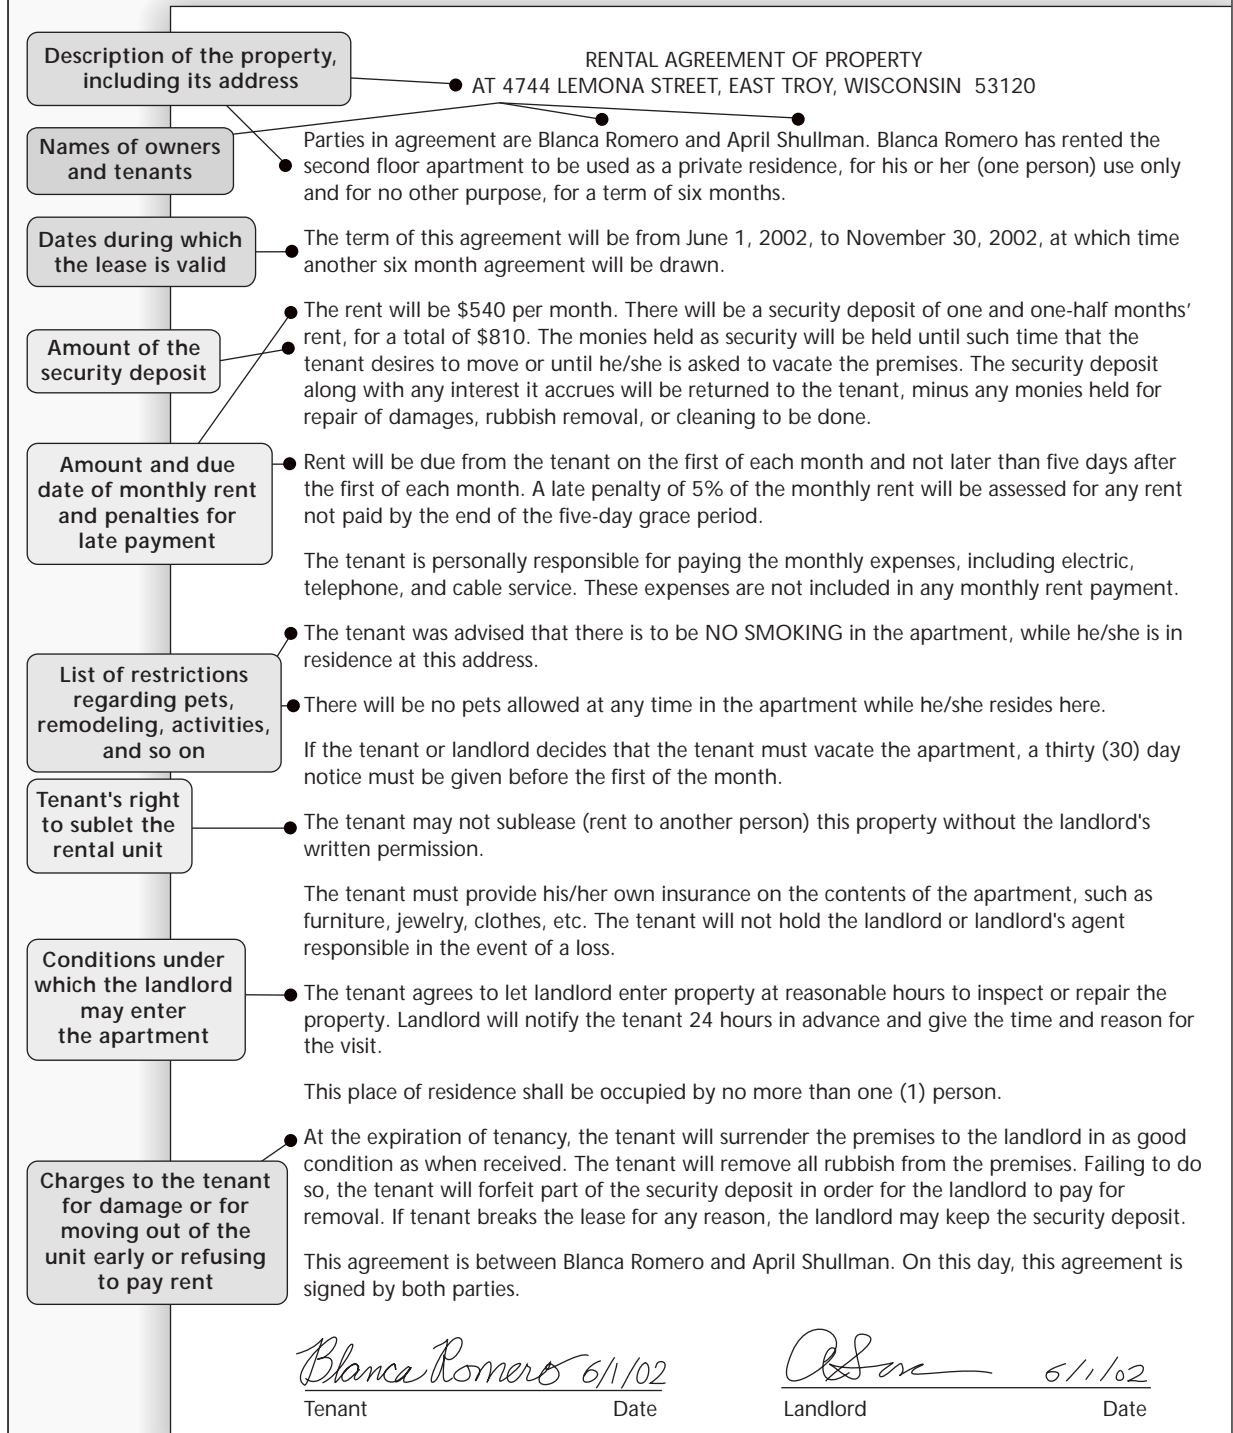 Description of the property,
including its address
RENTAL AGREEMENT OF PROPERTY
AT 4744 LEMONA STREET, EAST TROY, WISCONSIN 53120
Names of owners
and tenants
Parties in agreement are Blanca Romero and April Shullman. Blanca Romero has rented the
second floor apartment to be used as a private residence, for his or her (one person) use only
and for no other purpose, for a term of six months.
Dates during which
the lease is valid
The term of this agreement will be from June 1, 2002, to November 30, 2002, at which time
another six month agreement will be drawn.
Amount of the
security deposit
The rent will be $540 per month. There will be a security deposit of one and one-half months’
rent, for a total of $810. The monies held as security will be held until such time that the
tenant desires to move or until he/she is asked to vacate the premises. The security deposit
along with any interest it accrues will be returned to the tenant, minus any monies held for
repair of damages, rubbish removal, or cleaning to be done.
Amount and due
date of monthly rent
and penalties for
late payment
Rent will be due from the tenant on the first of each month and not later than five days after
the first of each month. A late penalty of 5% of the monthly rent will be assessed for any rent
not paid by the end of the five-day grace period.
The tenant is personally responsible for paying the monthly expenses, including electric,
telephone, and cable service. These expenses are not included in any monthly rent payment.
List of restrictions
regarding pets,
remodeling, activities,
and so on
The tenant was advised that there is to be NO SMOKING in the apartment, while he/she is in
residence at this address.
There will be no pets allowed at any time in the apartment while he/she resides here.
If the tenant or landlord decides that the tenant must vacate the apartment, a thirty (30) day
notice must be given before the first of the month.
Tenant's right
to sublet the
rental unit
The tenant may not sublease (rent to another person) this property without the landlord's
written permission.
The tenant must provide his/her own insurance on the contents of the apartment, such as
furniture, jewelry, clothes, etc. The tenant will not hold the landlord or landlord's agent
responsible in the event of a loss.
Conditions under
which the landlord
may enter
the apartment
The tenant agrees to let landlord enter property at reasonable hours to inspect or repair the
property. Landlord will notify the tenant 24 hours in advance and give the time and reason for
the visit.
This place of residence shall be occupied by no more than one (1) person.
Charges to the tenant
for damage or for
moving out of the
unit early or refusing
to pay rent
At the expiration of tenancy, the tenant will surrender the premises to the landlord in as good
condition as when received. The tenant will remove all rubbish from the premises. Failing to do
so, the tenant will forfeit part of the security deposit in order for the landlord to pay for
removal. If tenant breaks the lease for any reason, the landlord may keep the security deposit.
This agreement is between Blanca Romero and April Shullman. On this day, this agreement is
signed by both parties.
Blanca Romero 6/1/02 6/1/02
Tenant Date Landlord Date